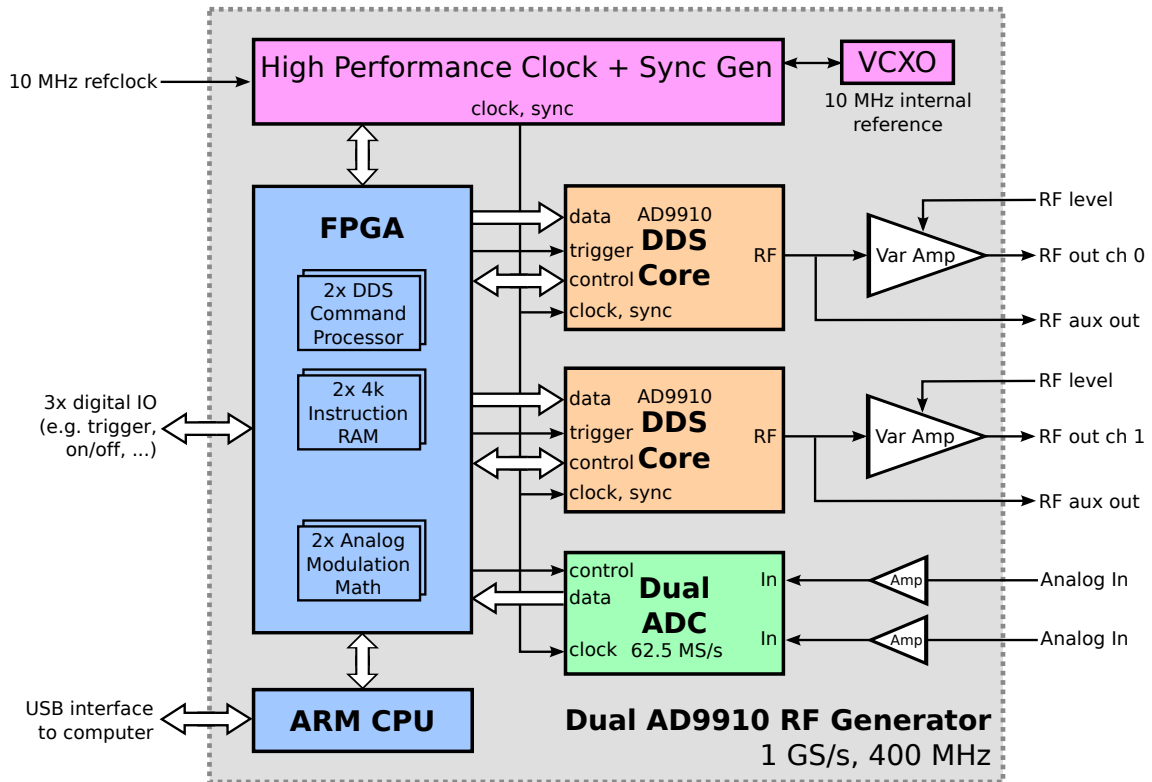 High Performance Clock + Sync Gen
clock, sync
VCXO
10 MHz internal
reference
10 MHz refclock
FPGA
2x DDS
Command
Processor
2x 4k
Instruction
RAM
2x Analog
Modulation
Math
3x digital IO
(e.g. trigger,
on/off, ...)
data
trigger
control
clock, sync
AD9910
DDS
Core
RF
Var Amp
RF level
RF out ch 0
RF aux out
data
trigger
control
clock, sync
AD9910
DDS
Core
RF
Var Amp
RF level
RF out ch 1
RF aux out
control
data
clock
Dual
ADC
62.5 MS/s
In
In
Amp
Amp
Analog In
Analog In
USB interface
to computer
ARM CPU
Dual AD9910 RF Generator
1 GS/s, 400 MHz